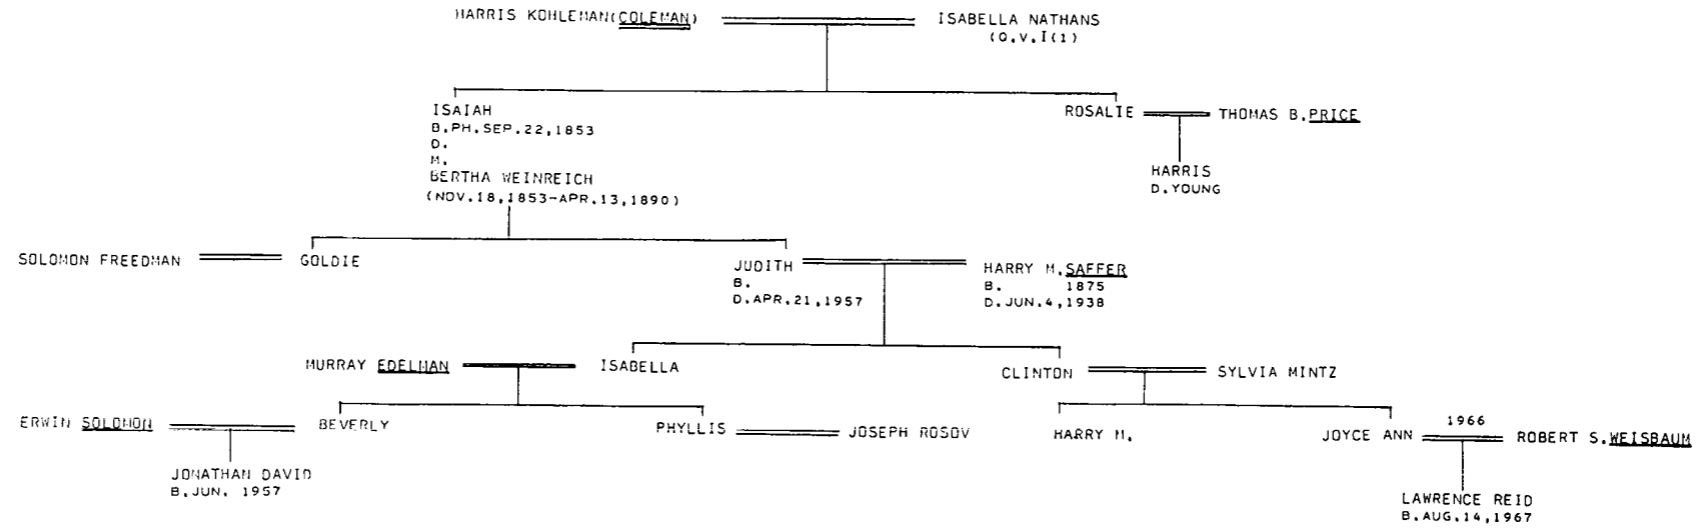 HARRIS KOHLEMAN(COLEMAN) ISABELLA NATHANS
(Q.V.I(1)
ISAIAH
B.PH.SEP.22,1853
D.
M.
BERTHA WEINREICH
(NOV.18,1853-APR.13,1890)
ROSALIE THOMAS B.PRICE
HARRIS
D.YOUNG
SOLOMON FREEDMAN GOLDIE
JUDITH
B.
D.APR.21,1957
HARRY M.SAFFER
B. 1875
D.JUN.4,1938
MURRAY EDELMAN ISABELLA
CLINTON SYLVIA MINTZ
ERWIN SOLOMON BEVERLY
PHYLLIS JOSEPH ROSOV
HARRY M.
JOYCE ANN 1966 ROBERT S.WEISBAUM
JONATHAN DAVID
B.JUN. 1957
LAWRENCE REID
B.AUG.14,1967